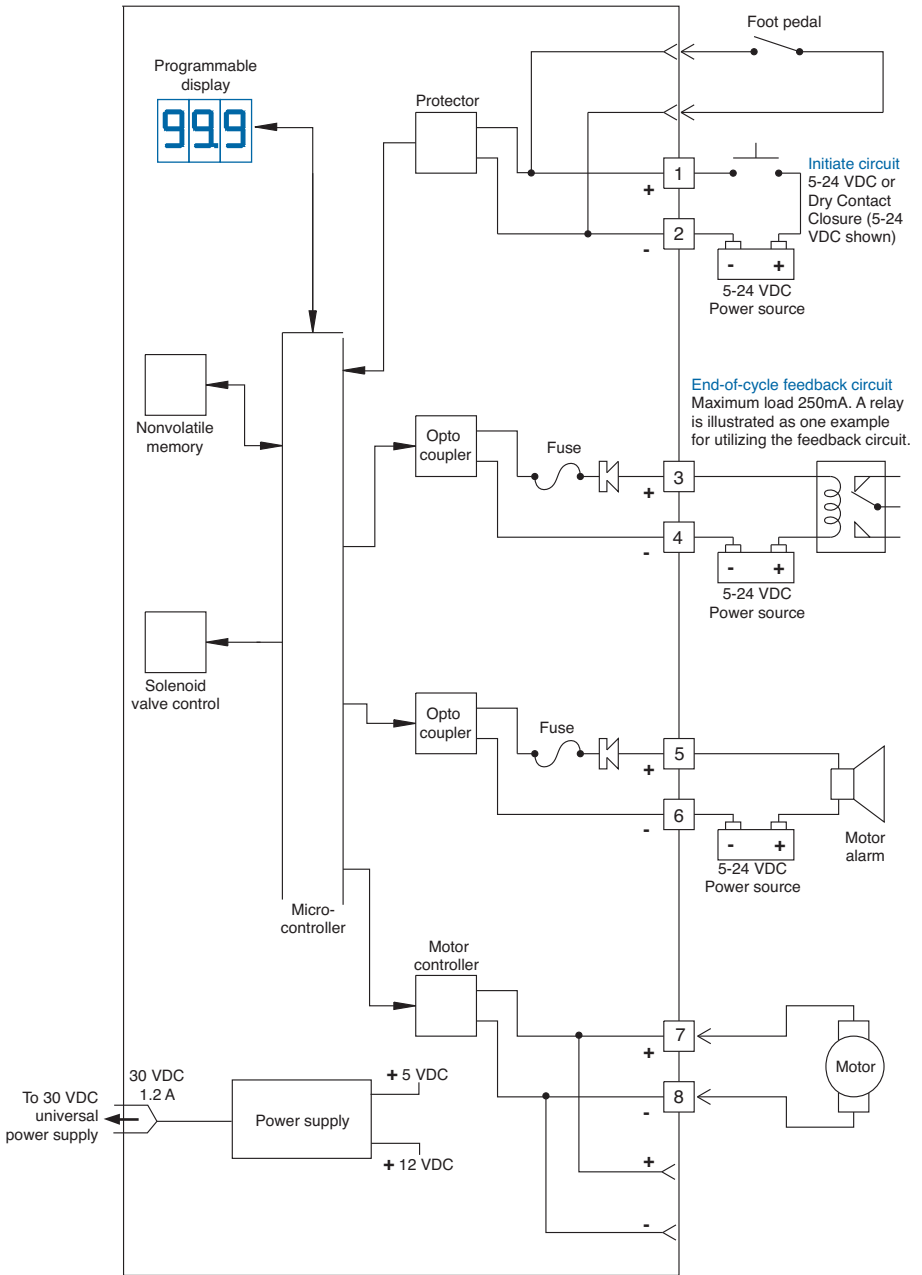 Foot pedal
Programmable
display
99.9
Protector
Initiate circuit
5-24 VDC or
Dry Contact
Closure (5-24
VDC shown)
1
+
2
-
- +
5-24 VDC
Power source
End-of-cycle feedback circuit
Maximum load 250mA. A relay
is illustrated as one example
for utilizing the feedback circuit.
Nonvolatile
memory
Opto
coupler
Fuse
3
+
4
-
- +
5-24 VDC
Power source
Solenoid
valve control
Opto
coupler
Fuse
5
+
6
-
- +
5-24 VDC
Power source
Motor
alarm
Micro-
controller
Motor
controller
7
+
8
-
Motor
+
-
To 30 VDC
universal
power supply
30 VDC
1.2 A
Power supply
+ 5 VDC
+ 12 VDC